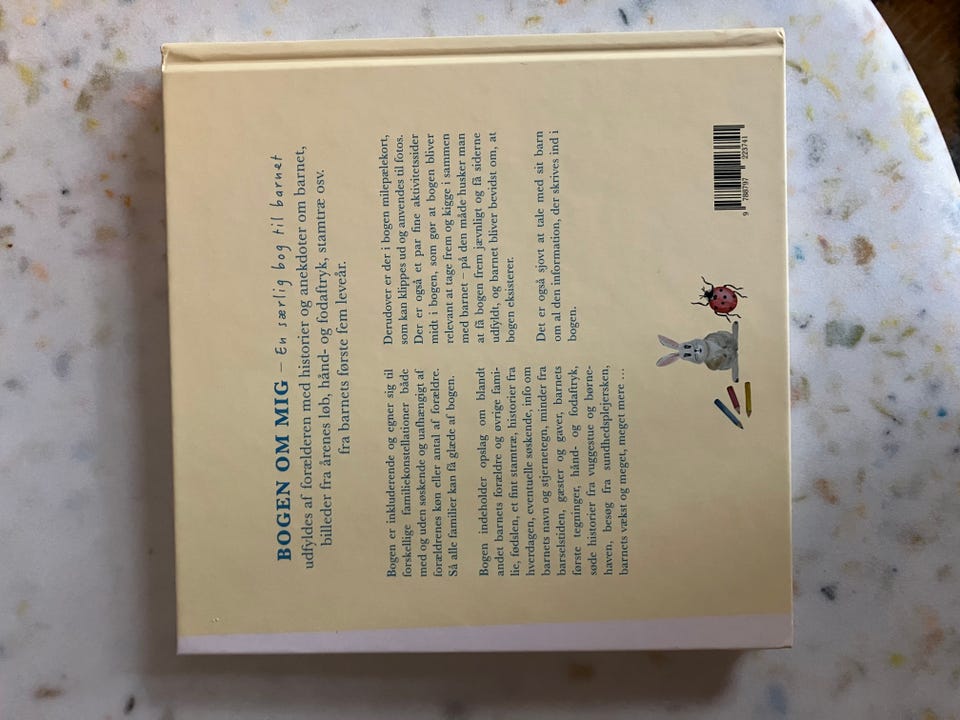 BOGEN OM MIG – En særlig bog til barnet
udfyldes af forælderen med historier og anekdoter om barnet,
billeder fra årenes løb, hånd- og fodaftryk, stamtræ osv.
fra barnets første fem leveår.
Bogen er inkluderende og egner sig til
forskellige familiekonstellationer både
med og uden søskende og uafhængigt af
forældrenes køn eller antal af forældre.
Så alle familier kan få glæde af bogen.
Bogen indeholder opslag om blandt
andet barnets forældre og øvrige fami-
lie, fødslen, et fint stamtræ, historier fra
hverdagen, eventuelle søskende, info om
barnets navn og stjernetegn, minder fra
barselstiden, gæster og gaver, barnets
første tegninger, hånd- og fodaftryk,
søde historier fra vuggestue og børne-
haven, besøg fra sundhedsplejersken,
barnets vækst og meget, meget mere ...
Derudover er der i bogen milepælekort,
som kan klippes ud og anvendes til fotos.
Der er også et par fine aktivitetssider
midt i bogen, som gør at bogen bliver
relevant at tage frem og kigge i sammen
med barnet – på den måde husker man
at få bogen frem jævnligt og få siderne
udfyldt, og barnet bliver bevidst om, at
bogen eksisterer.
Det er også sjovt at tale med sit barn
om al den information, der skrives ind i
bogen.
9 788797 223741